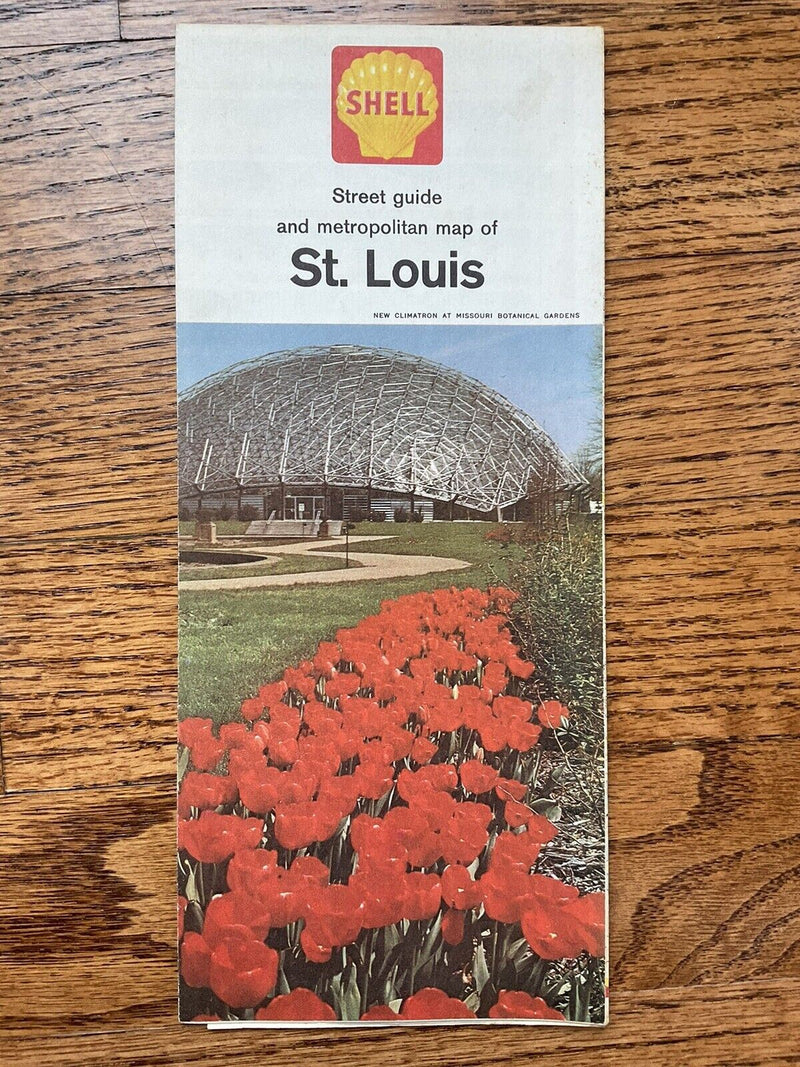 SHELL
Street guide
and metropolitan map of
St. Louis
NEW CLIMATRON AT MISSOURI BOTANICAL GARDENS